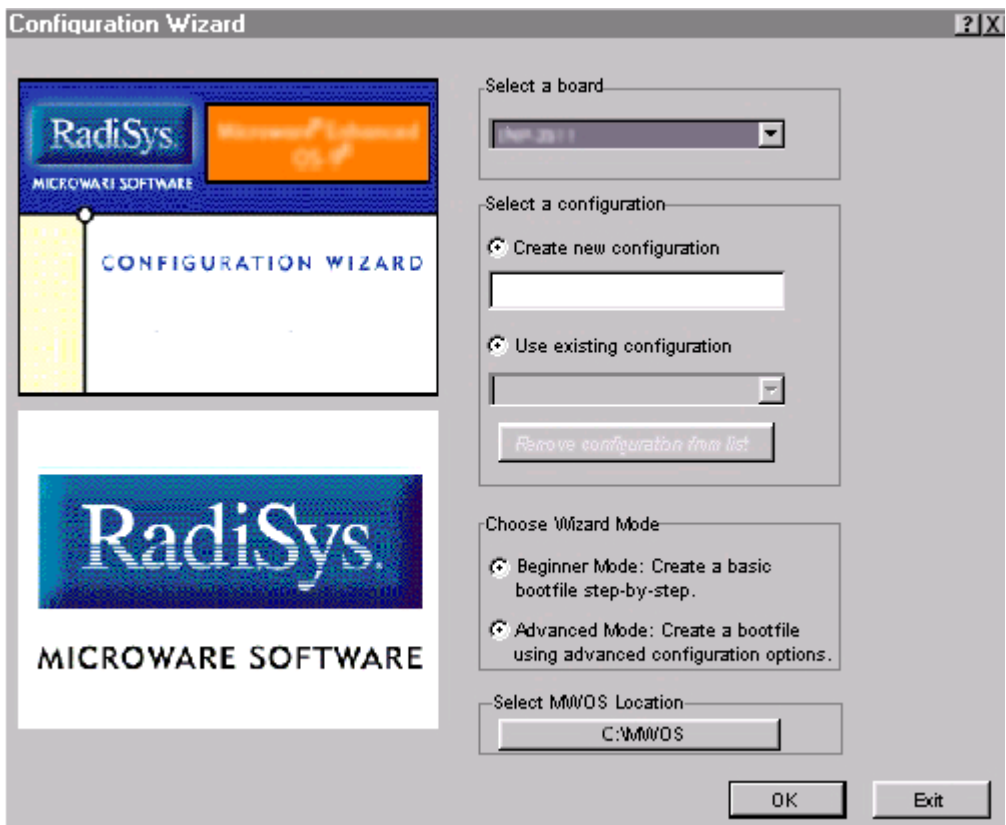 Configuration Wizard
RadiSys.
MICROWARE SOFTWARE
CONFIGURATION WIZARD
RadiSys.
MICROWARE SOFTWARE
Select a board
Select a configuration
Create new configuration
Use existing configuration
Remove configuration from list
Choose Wizard Mode
Beginner Mode: Create a basic
bootfile step-by-step.
Advanced Mode: Create a bootfile
using advanced configuration options.
Select MWOS Location
C:\MWOS
OK
Exit